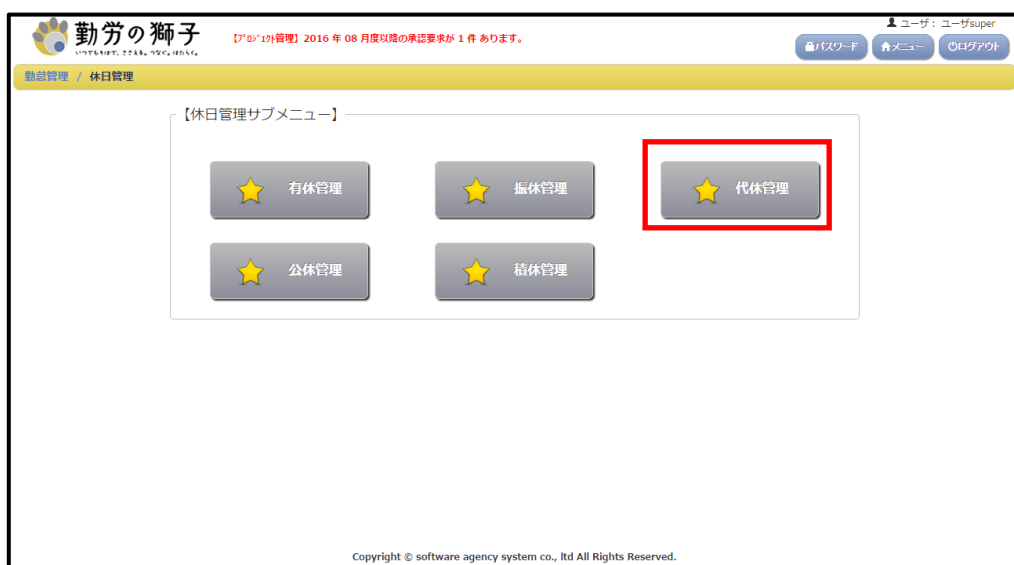 勤労の獅子
いつでもきげんで、ささえる。つなぐ。はたらく。
【ﾌﾟﾛｼﾞｪｸﾄ管理】2016 年 08 月度以降の承認要求が 1 件 あります。
ユーザ： ユーザsuper
パスワード
メニュー
ログアウト
勤怠管理 / 休日管理
【休日管理サブメニュー】
有休管理
振休管理
代休管理
公休管理
積休管理
Copyright © software agency system co., ltd All Rights Reserved.